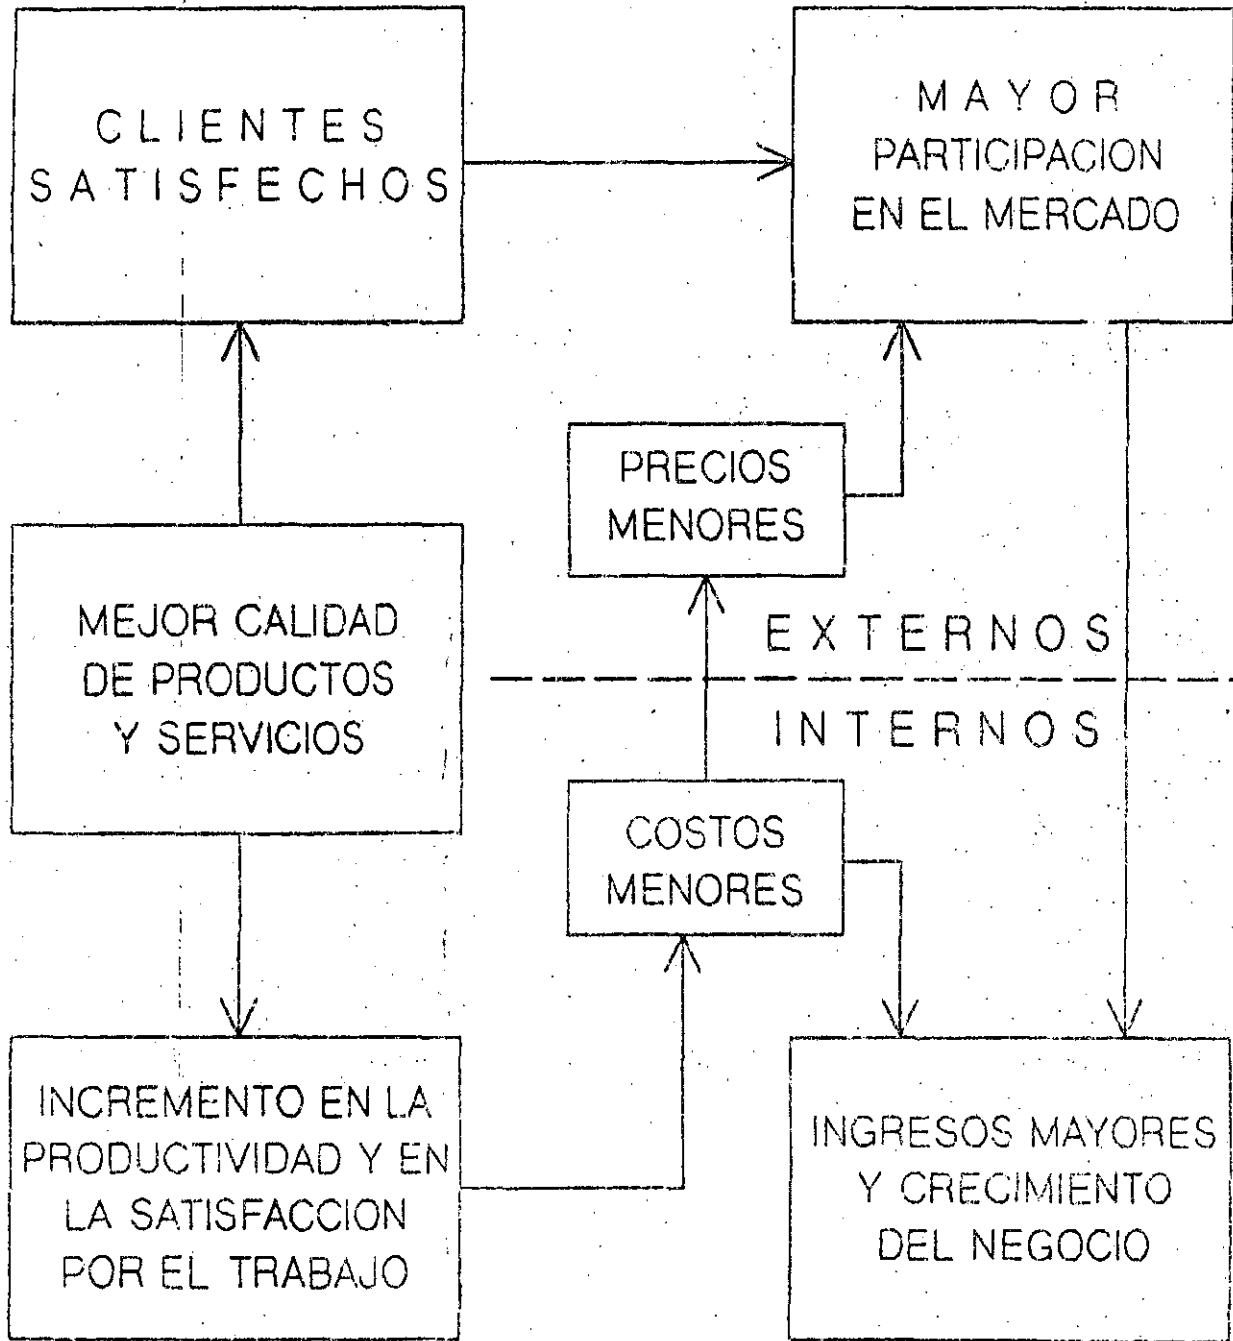 CLIENTES
SATISFECHOS
MAYOR
PARTICIPACION
EN EL MERCADO
PRECIOS
MENORES
MEJOR CALIDAD
DE PRODUCTOS
Y SERVICIOS
EXTERNOS
INTERNOS
COSTOS
MENORES
INCREMENTO EN LA
PRODUCTIVIDAD Y EN
LA SATISFACCION
POR EL TRABAJO
INGRESOS MAYORES
Y CRECIMIENTO
DEL NEGOCIO